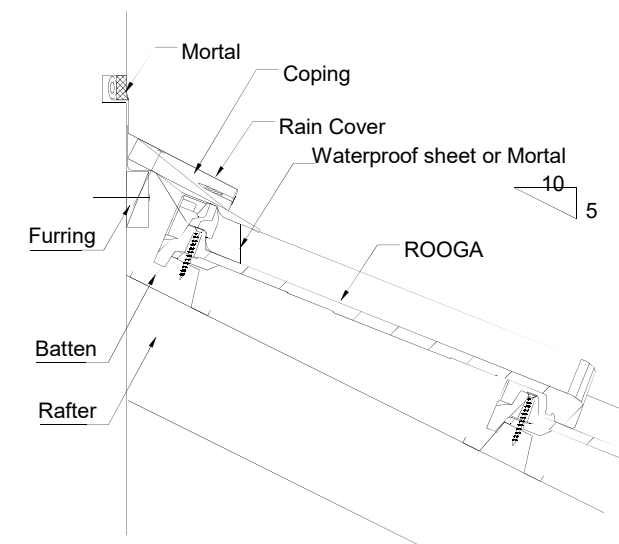 Mortal
Coping
Rain Cover
Waterproof sheet or Mortal
10
5
Furring
ROOGA
Batten
Rafter